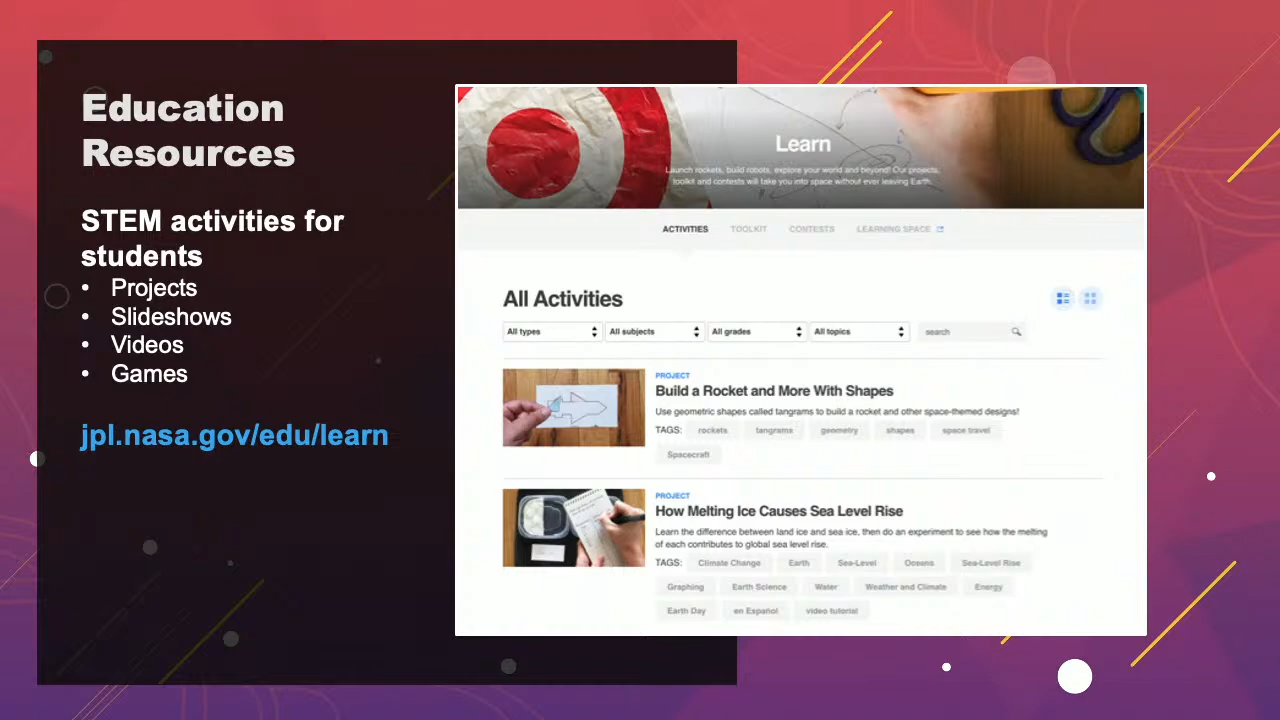 Education
Resources
STEM activities for
students
• Projects
• Slideshows
• Videos
• Games
jpl.nasa.gov/edu/learn
Learn
Launch rockets, build robots, explore your world and beyond! Our projects,
toolkit and contests will take you into space without ever leaving Earth.
ACTIVITIES TOOLKIT CONTESTS LEARNING SPACE
All Activities
All types All subjects All grades All topics search
PROJECT
Build a Rocket and More With Shapes
Use geometric shapes called tangrams to build a rocket and other space-themed designs!
TAGS: rockets tangrams geometry shapes space travel
Spacecraft
PROJECT
How Melting Ice Causes Sea Level Rise
Learn the difference between land ice and sea ice, then do an experiment to see how the melting
of each contributes to global sea level rise.
TAGS: Climate Change Earth Sea-Level Oceans Sea-Level Rise
Graphing Earth Science Water Weather and Climate Energy
Earth Day en Español video tutorial